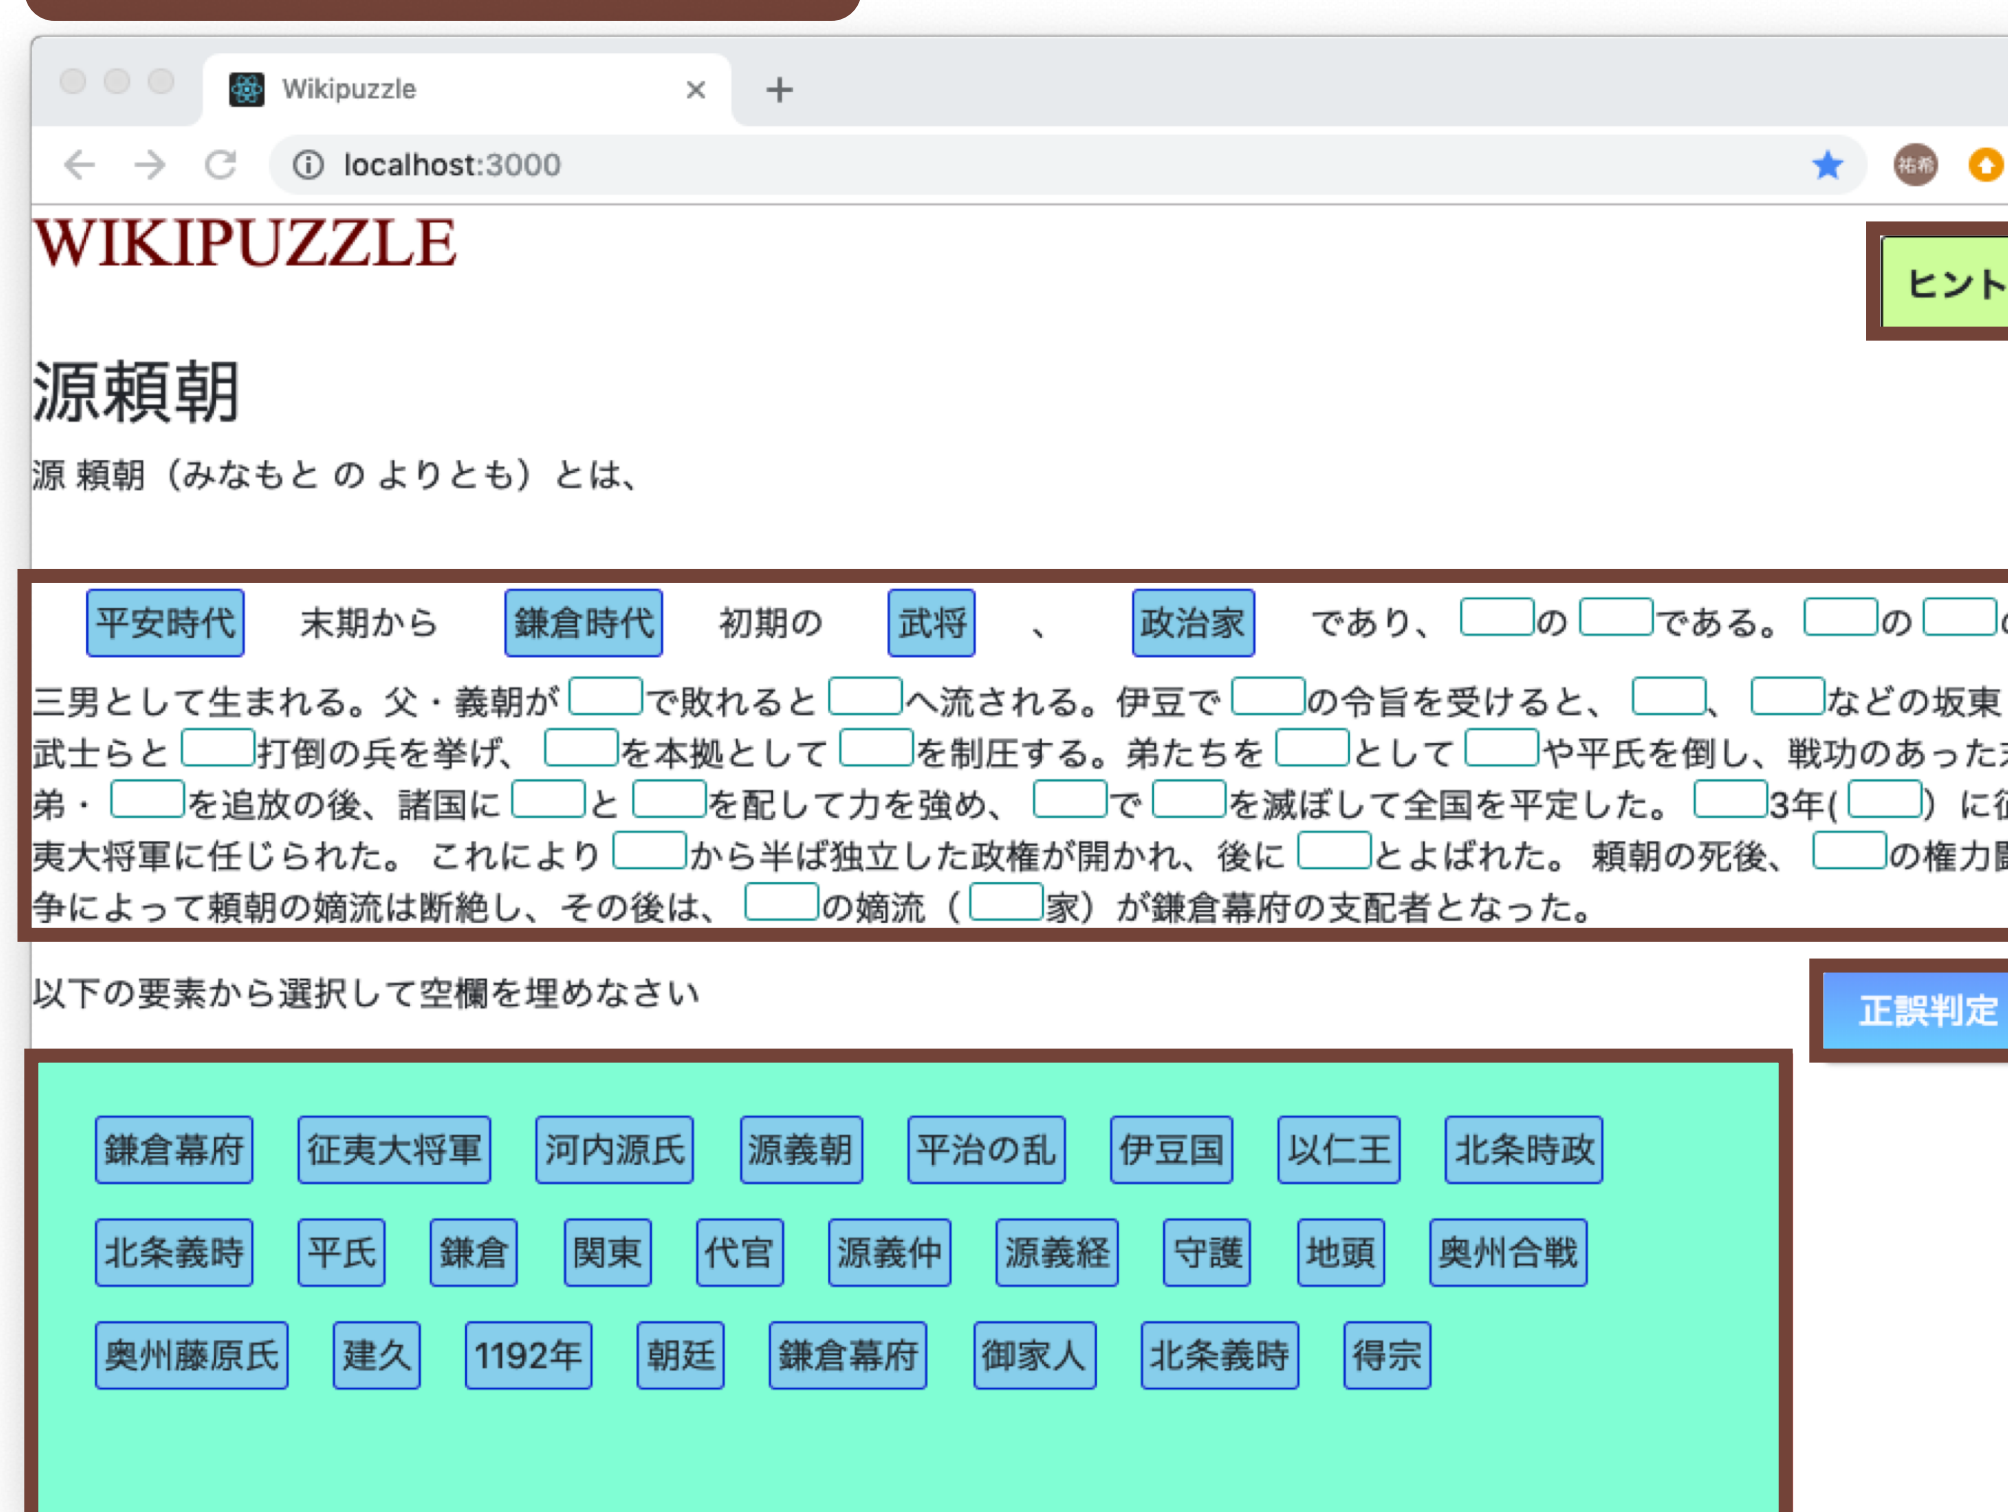 Wikipuzzle
localhost:3000
祐希
WIKIPUZZLE
ヒント
源頼朝
源 頼朝（みなもと の よりとも）とは、
平安時代 末期から 鎌倉時代 初期の 武将 、 政治家 であり、 の である。 の の
三男として生まれる。父・義朝が で敗れると へ流される。伊豆で の令旨を受けると、 、 などの坂東
武士らと 打倒の兵を挙げ、 を本拠として を制圧する。弟たちを として や平氏を倒し、戦功のあった末
弟・ を追放の後、諸国に と を配して力を強め、 で を滅ぼして全国を平定した。 3年( ）に征
夷大将軍に任じられた。 これにより から半ば独立した政権が開かれ、後に とよばれた。 頼朝の死後、 の権力闘
争によって頼朝の嫡流は断絶し、その後は、 の嫡流（ 家）が鎌倉幕府の支配者となった。
以下の要素から選択して空欄を埋めなさい
正誤判定
鎌倉幕府 征夷大将軍 河内源氏 源義朝 平治の乱 伊豆国 以仁王 北条時政
北条義時 平氏 鎌倉 関東 代官 源義仲 源義経 守護 地頭 奥州合戦
奥州藤原氏 建久 1192年 朝廷 鎌倉幕府 御家人 北条義時 得宗